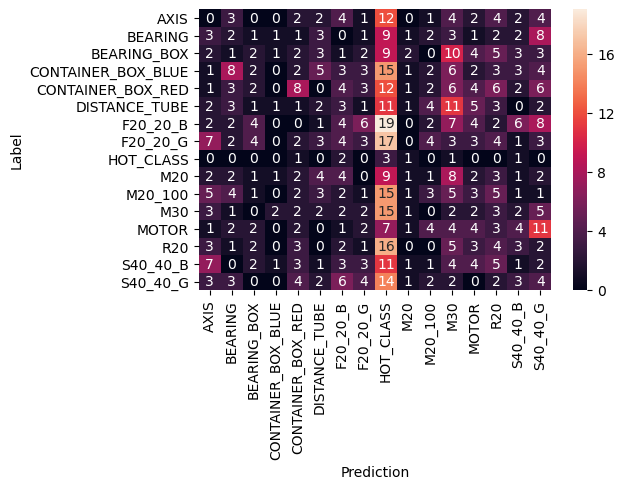 AXIS 0 3 0 0 2 2 4 1 12 0 1 4 2 4 2 4
BEARING 3 2 1 1 1 3 0 1 9 1 2 3 1 2 2 8
BEARING_BOX 2 1 2 1 2 3 1 2 9 2 0 10 4 5 2 3
CONTAINER_BOX_BLUE 1 8 2 0 2 5 3 3 15 1 2 6 2 3 3 4
CONTAINER_BOX_RED 1 3 2 0 8 0 4 3 12 1 2 6 4 6 2 6
DISTANCE_TUBE 2 3 1 1 1 2 3 1 11 1 4 11 5 3 0 2
F20_20_B 2 2 4 0 0 1 4 6 19 0 2 7 4 2 6 8
F20_20_G 7 2 4 0 2 3 4 3 17 0 4 3 3 4 1 3
HOT_CLASS 0 0 0 0 1 0 2 0 3 1 0 1 0 0 1 0
M20 2 2 1 1 2 4 4 0 9 1 1 8 2 3 1 2
M20_100 5 4 1 0 2 3 2 1 15 1 3 5 3 5 1 1
M30 3 1 0 2 2 2 2 2 15 1 0 2 2 3 2 5
MOTOR 1 2 2 0 2 0 2 1 7 1 4 4 4 3 4 11
R20 3 1 2 0 3 0 2 1 16 0 0 5 3 4 3 2
S40_40_B 7 0 2 1 3 1 3 3 11 1 1 4 4 5 1 2
S40_40_G 3 3 0 0 4 2 6 4 14 1 2 2 0 2 3 4
Label
AXIS
BEARING
BEARING_BOX
CONTAINER_BOX_BLUE
CONTAINER_BOX_RED
DISTANCE_TUBE
F20_20_B
F20_20_G
HOT_CLASS
M20
M20_100
M30
MOTOR
R20
S40_40_B
S40_40_G
Prediction
16
12
8
4
0